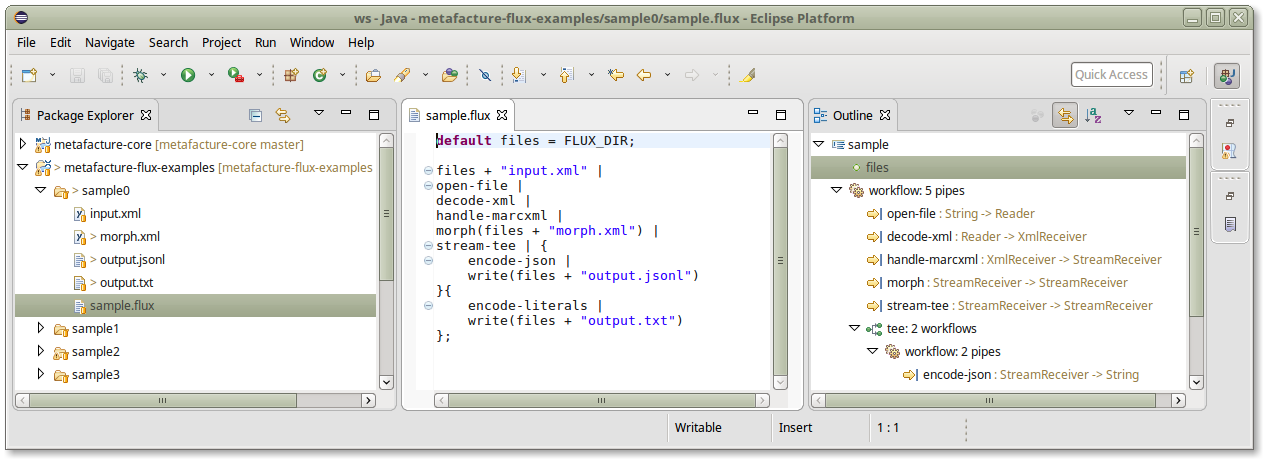 ws - Java - metafacture-flux-examples/sample0/sample.flux - Eclipse Platform
File Edit Navigate Search Project Run Window Help
Quick Access
Package Explorer
metafacture-core [metafacture-core master]
> metafacture-flux-examples [metafacture-flux-examples
> sample0
input.xml
> morph.xml
> output.jsonl
> output.txt
sample.flux
sample1
sample2
sample3
sample.flux
default files = FLUX_DIR;
files + "input.xml" |
open-file |
decode-xml |
handle-marcxml |
morph(files + "morph.xml") |
stream-tee | {
encode-json |
write(files + "output.jsonl")
}{
encode-literals |
write(files + "output.txt")
};
Outline
sample
files
workflow: 5 pipes
open-file : String -> Reader
decode-xml : Reader -> XmlReceiver
handle-marcxml : XmlReceiver -> StreamReceiver
morph : StreamReceiver -> StreamReceiver
stream-tee : StreamReceiver -> StreamReceiver
tee: 2 workflows
workflow: 2 pipes
encode-json : StreamReceiver -> String
Writable Insert 1 : 1